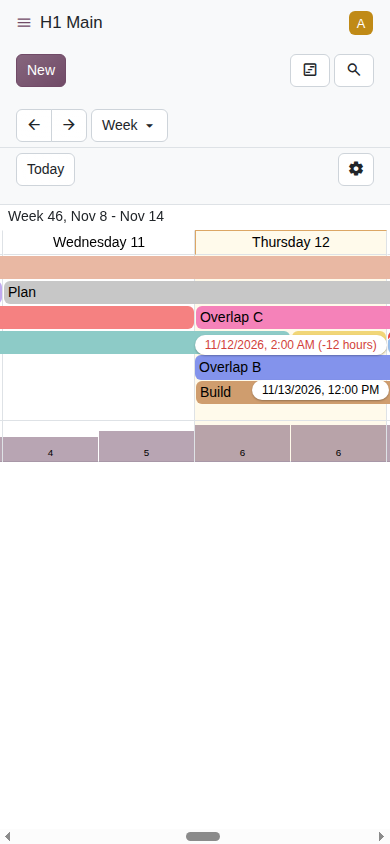 H1 Main
A
New
Week
Today
Week 46, Nov 8 - Nov 14
Wednesday 11
Thursday 12
Plan
Overlap C
11/12/2026, 2:00 AM (-12 hours)
Overlap B
Build
11/13/2026, 12:00 PM
4
5
6
6